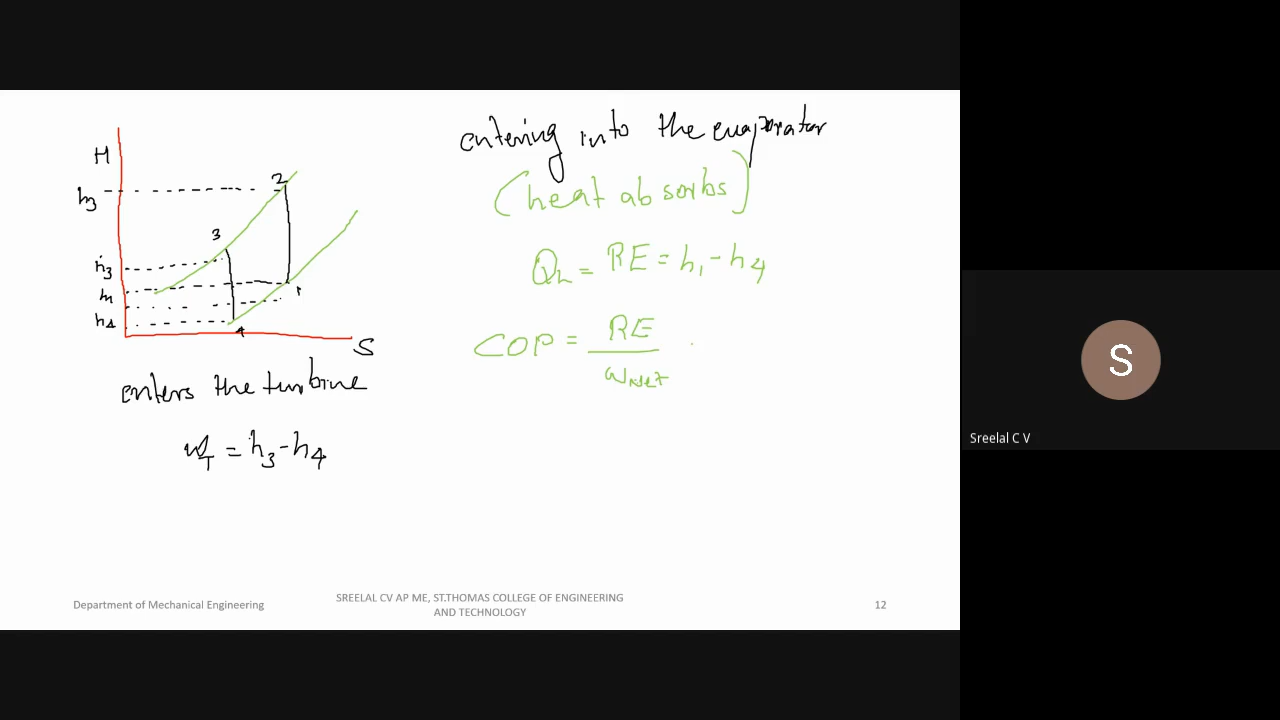 H
h3
2
3
h3
h1
1
h4
4
S
enters the turbine
WT = h3 - h4
entering into the evaporator
(heat absorbs)
QL = RE = h1 - h4
COP = RE
WNet
Department of Mechanical Engineering
SREELAL CV AP ME, ST.THOMAS COLLEGE OF ENGINEERING
AND TECHNOLOGY
12
S
Sreelal C V